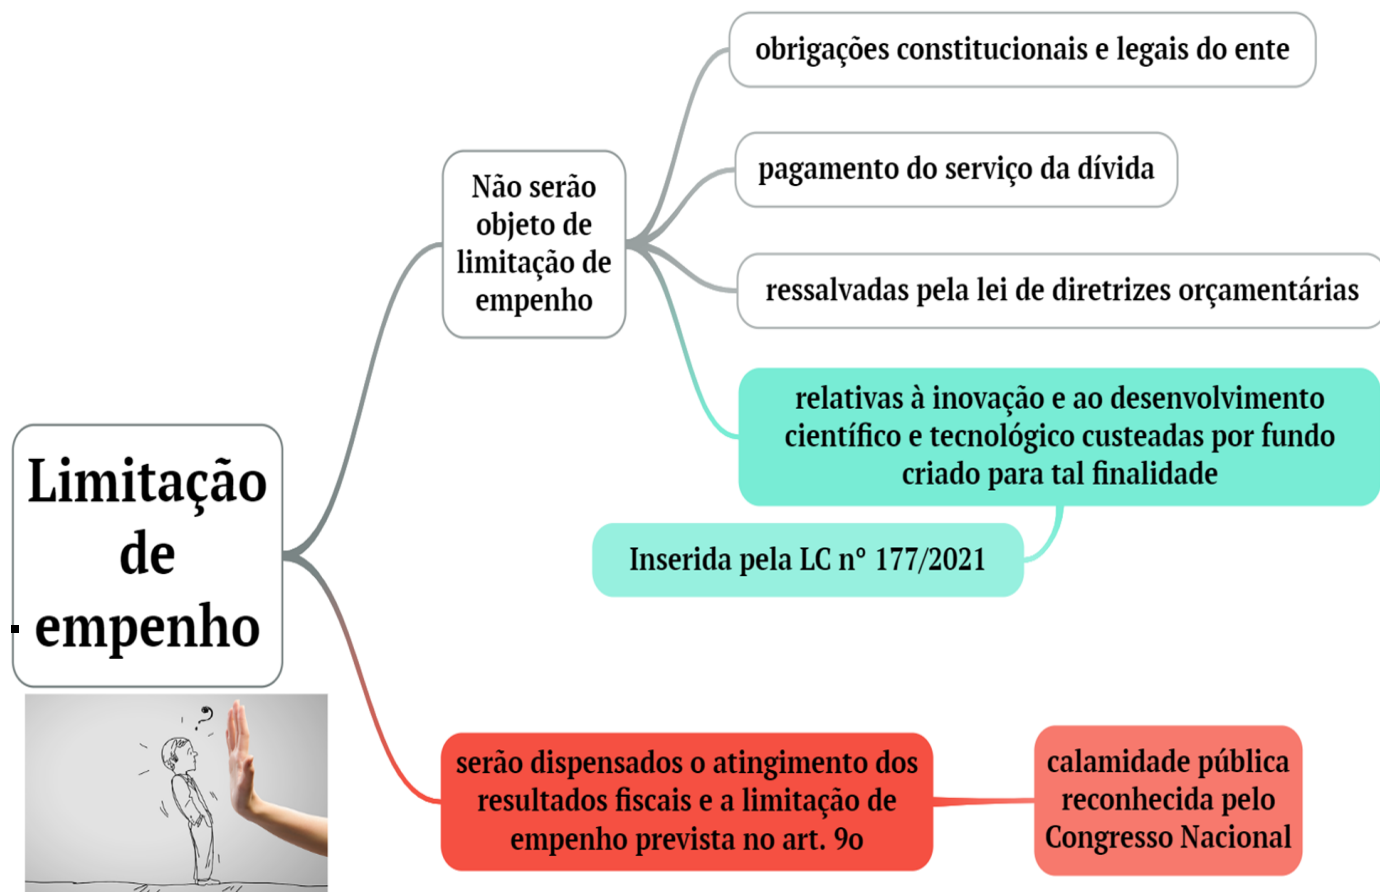 Limitação
de
empenho
Não serão
objeto de
limitação de
empenho
obrigações constitucionais e legais do ente
pagamento do serviço da dívida
ressalvadas pela lei de diretrizes orçamentárias
relativas à inovação e ao desenvolvimento
científico e tecnológico custeadas por fundo
criado para tal finalidade
Inserida pela LC n° 177/2021
serão dispensados o atingimento dos
resultados fiscais e a limitação de
empenho prevista no art. 9o
calamidade pública
reconhecida pelo
Congresso Nacional
?